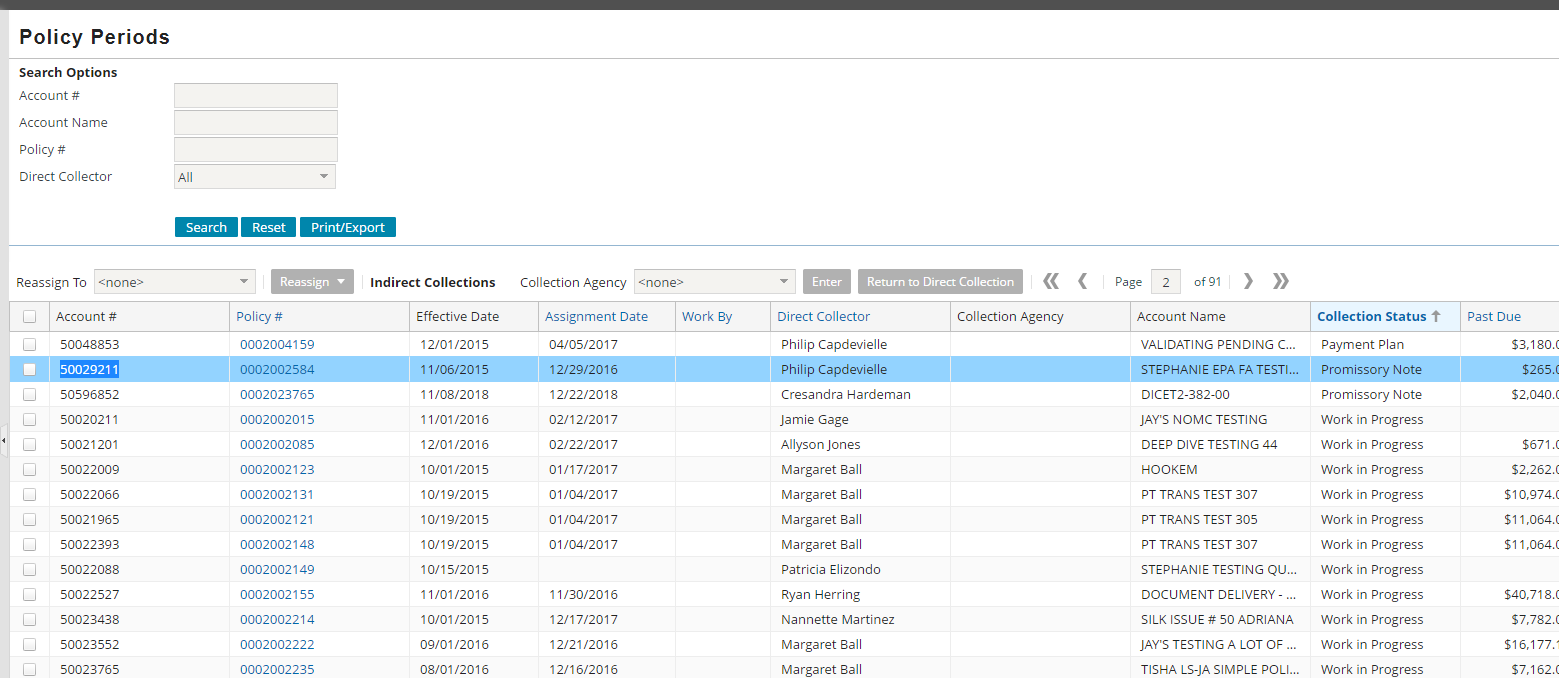 Policy Periods
Search Options
Account #
Account Name
Policy #
Direct Collector All
Search Reset Print/Export
Reassign To <none> Reassign Indirect Collections Collection Agency <none> Enter Return to Direct Collection Page 2 of 91
Account # Policy # Effective Date Assignment Date Work By Direct Collector Collection Agency Account Name Collection Status Past Due
50048853 0002004159 12/01/2015 04/05/2017 Philip Capdevielle VALIDATING PENDING C... Payment Plan $3,180.0
50029211 0002002584 11/06/2015 12/29/2016 Philip Capdevielle STEPHANIE EPA FA TESTI... Promissory Note $265.0
50596852 0002023765 11/08/2018 12/22/2018 Cresandra Hardeman DICET2-382-00 Promissory Note $2,040.0
50020211 0002002015 11/01/2016 02/12/2017 Jamie Gage JAY'S NOMC TESTING Work in Progress
50021201 0002002085 12/01/2016 02/22/2017 Allyson Jones DEEP DIVE TESTING 44 Work in Progress $671.0
50022009 0002002123 10/01/2015 01/17/2017 Margaret Ball HOOKEM Work in Progress $2,262.0
50022066 0002002131 10/19/2015 01/04/2017 Margaret Ball PT TRANS TEST 307 Work in Progress $10,974.0
50021965 0002002121 10/19/2015 01/04/2017 Margaret Ball PT TRANS TEST 305 Work in Progress $11,064.0
50022393 0002002148 10/19/2015 01/04/2017 Margaret Ball PT TRANS TEST 307 Work in Progress $11,064.0
50022088 0002002149 10/15/2015 Patricia Elizondo STEPHANIE TESTING QU... Work in Progress
50022527 0002002155 11/01/2016 11/30/2016 Ryan Herring DOCUMENT DELIVERY - ... Work in Progress $40,718.0
50023438 0002002214 10/01/2015 12/17/2017 Nannette Martinez SILK ISSUE # 50 ADRIANA Work in Progress $7,782.0
50023552 0002002222 09/01/2016 12/21/2016 Margaret Ball JAY'S TESTING A LOT OF ... Work in Progress $16,177.1
50023765 0002002235 08/01/2016 12/16/2016 Margaret Ball TISHA LS-JA SIMPLE POLI... Work in Progress $7,162.0